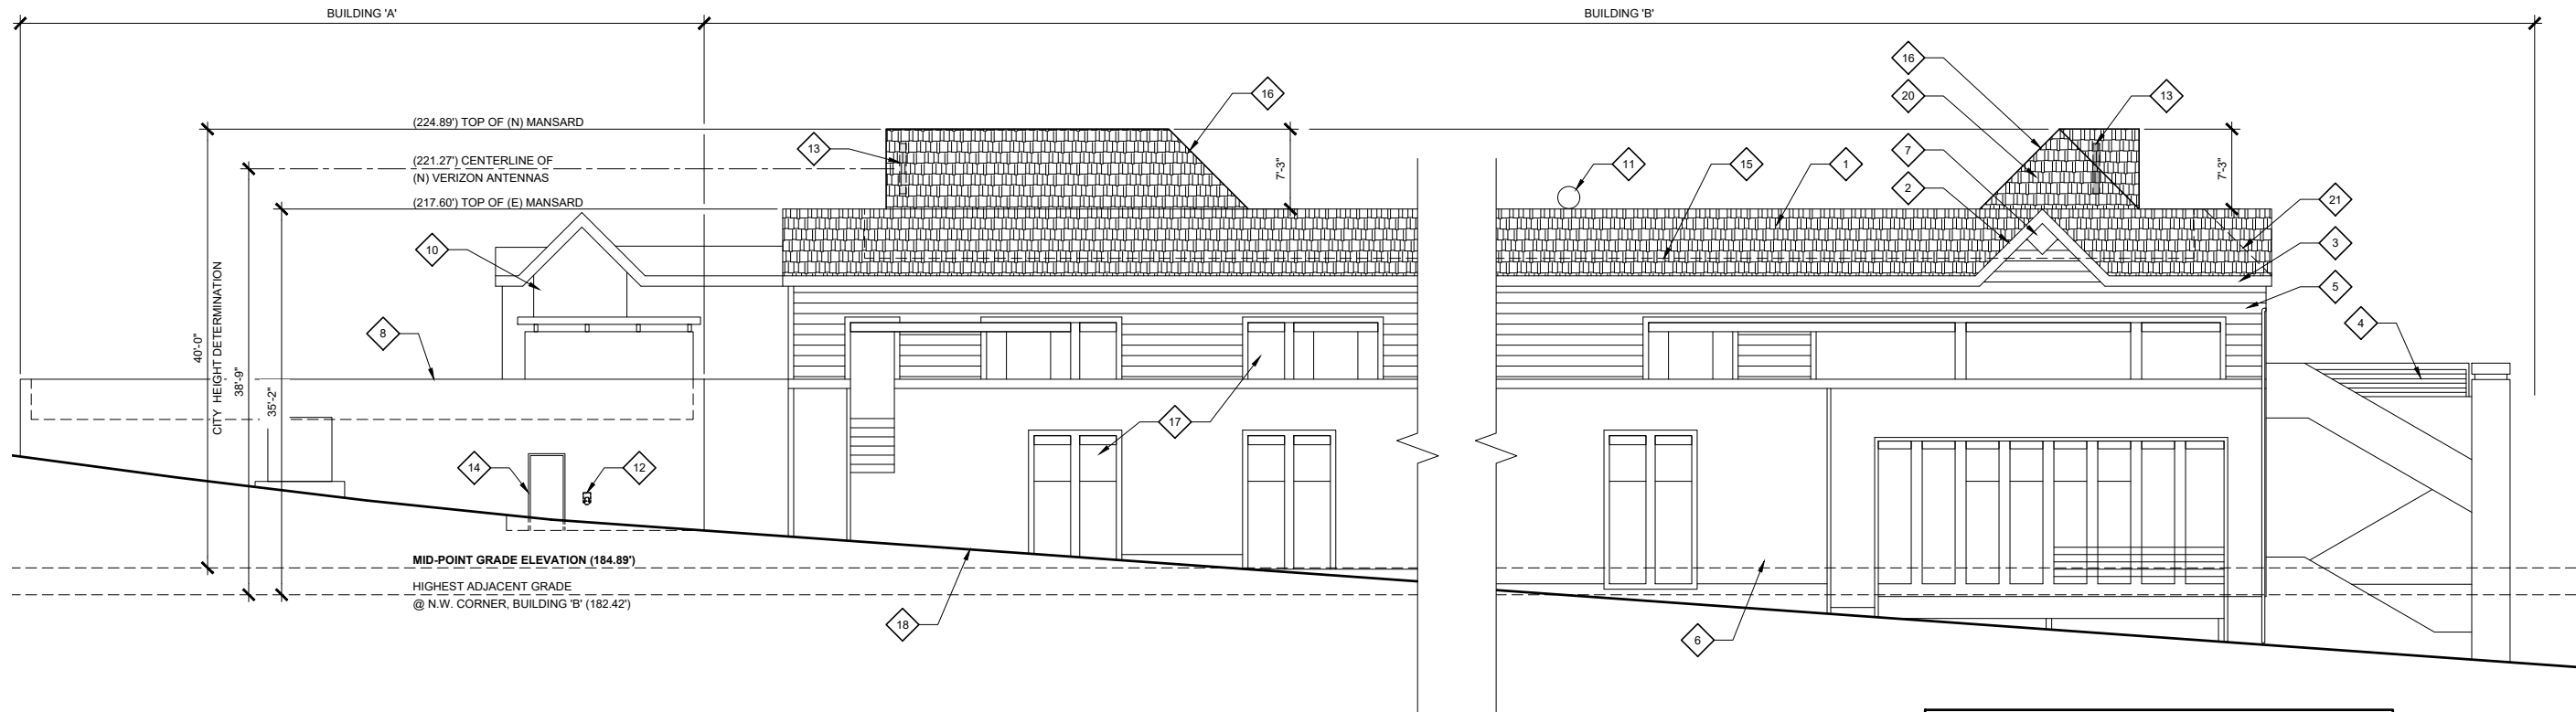 BUILDING 'A'
BUILDING 'B'
16
20
13
7
2
16
13
(224.89') TOP OF (N) MANSARD
(221.27') CENTERLINE OF
(N) VERIZON ANTENNAS
(217.60') TOP OF (E) MANSARD
7'-3"
11
15
1
7'-3"
21
3
5
4
10
8
CITY HEIGHT DETERMINATION
40'-0"
38'-9"
35'-2"
17
14
12
MID-POINT GRADE ELEVATION (184.89')
HIGHEST ADJACENT GRADE
@ N.W. CORNER, BUILDING 'B' (182.42')
18
6